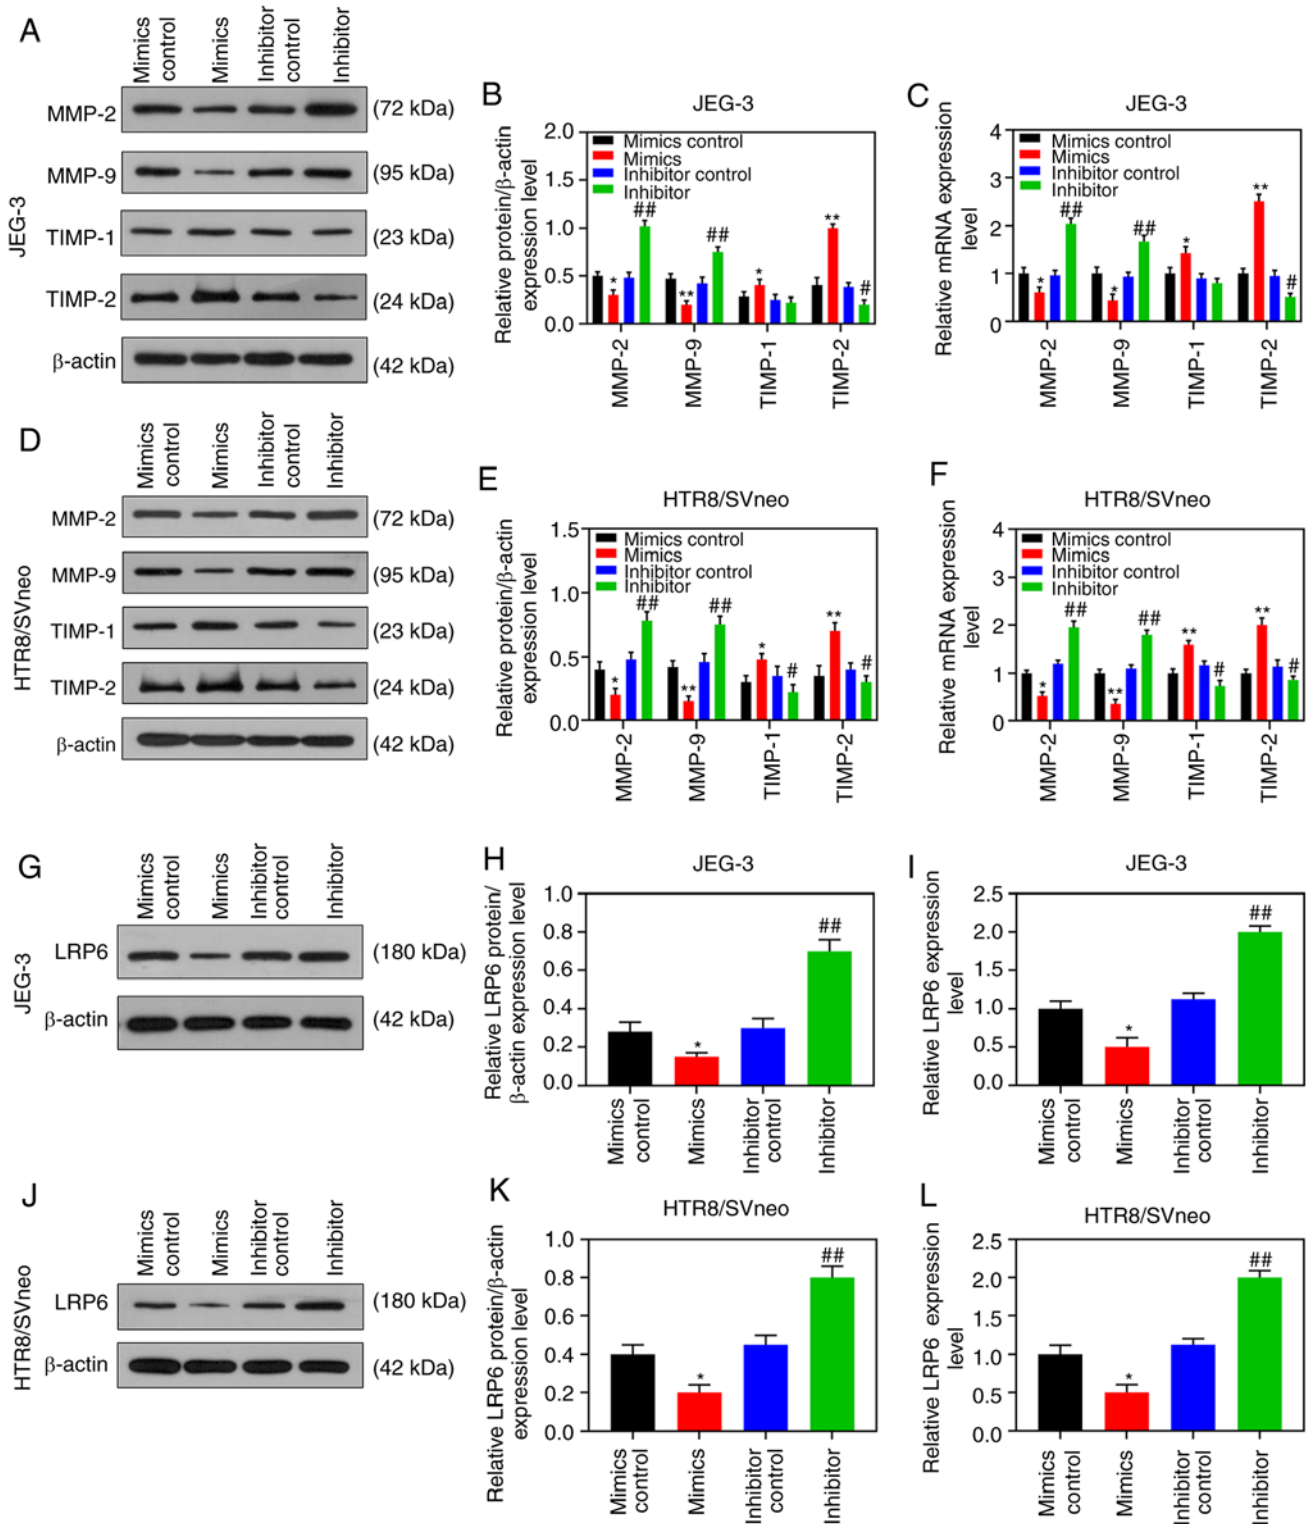 A
Mimics
control
Mimics
Inhibitor
control
Inhibitor
JEG-3
MMP-2
(72 kDa)
MMP-9
(95 kDa)
TIMP-1
(23 kDa)
TIMP-2
(24 kDa)
β-actin
(42 kDa)
B
JEG-3
Relative protein/β-actin
expression level
2.0
1.5
1.0
0.5
0.0
Mimics control
Mimics
Inhibitor control
Inhibitor
* ## ** ## * ** #
MMP-2
MMP-9
TIMP-1
TIMP-2
C
JEG-3
Relative mRNA expression
level
4
3
2
1
0
Mimics control
Mimics
Inhibitor control
Inhibitor
* ## * ## * ** #
MMP-2
MMP-9
TIMP-1
TIMP-2
D
Mimics
control
Mimics
Inhibitor
control
Inhibitor
HTR8/SVneo
MMP-2
(72 kDa)
MMP-9
(95 kDa)
TIMP-1
(23 kDa)
TIMP-2
(24 kDa)
β-actin
(42 kDa)
E
HTR8/SVneo
Relative protein/β-actin
expression level
1.5
1.0
0.5
0.0
Mimics control
Mimics
Inhibitor control
Inhibitor
* ## ** ## * # ** #
MMP-2
MMP-9
TIMP-1
TIMP-2
F
HTR8/SVneo
Relative mRNA expression
level
4
3
2
1
0
Mimics control
Mimics
Inhibitor control
Inhibitor
* ## ** ## ** # ** #
MMP-2
MMP-9
TIMP-1
TIMP-2
G
Mimics
control
Mimics
Inhibitor
control
Inhibitor
JEG-3
LRP6
(180 kDa)
β-actin
(42 kDa)
H
JEG-3
Relative LRP6 protein/
β-actin expression level
1.0
0.8
0.6
0.4
0.2
0.0
* ##
Mimics
control
Mimics
Inhibitor
control
Inhibitor
I
JEG-3
Relative LRP6 expression
level
2.5
2.0
1.5
1.0
0.5
0.0
* ##
Mimics
control
Mimics
Inhibitor
control
Inhibitor
J
Mimics
control
Mimics
Inhibitor
control
Inhibitor
HTR8/SVneo
LRP6
(180 kDa)
β-actin
(42 kDa)
K
HTR8/SVneo
Relative LRP6 protein/β-actin
expression level
1.0
0.8
0.6
0.4
0.2
0.0
* ##
Mimics
control
Mimics
Inhibitor
control
Inhibitor
L
HTR8/SVneo
Relative LRP6 expression
level
2.5
2.0
1.5
1.0
0.5
0.0
* ##
Mimics
control
Mimics
Inhibitor
control
Inhibitor